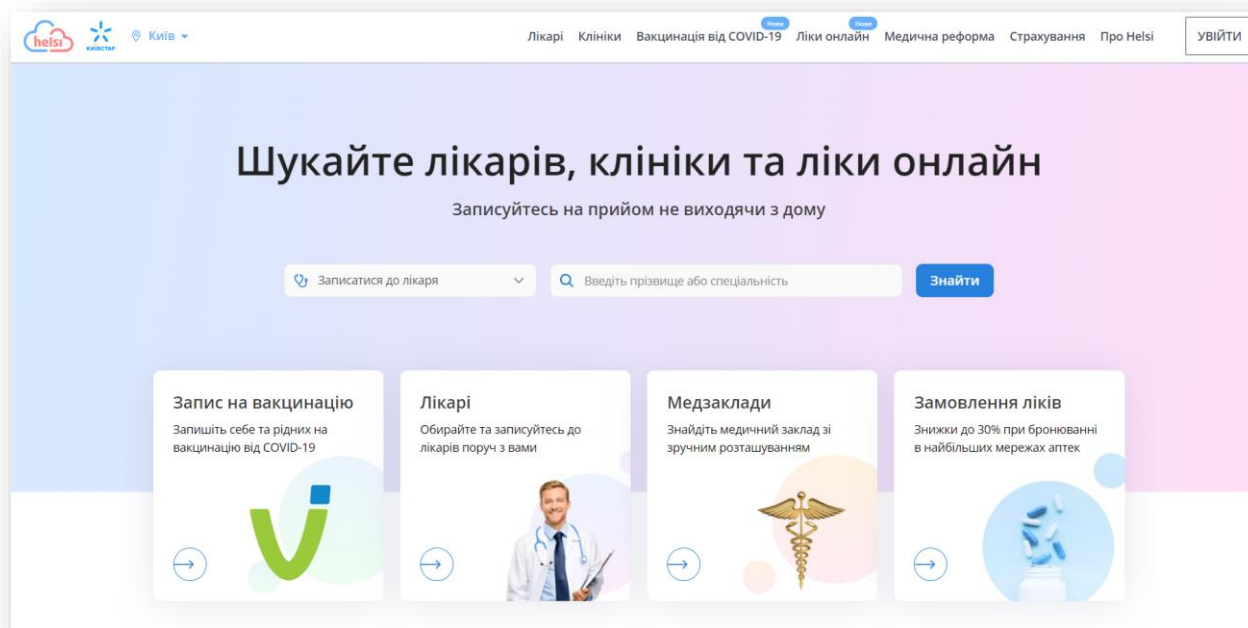 helsi
КИЇВСТАР
Київ
Нове
Нове
Лікарі Клініки Вакцинація від COVID-19 Ліки онлайн Медична реформа Страхування Про Helsi
УВІЙТИ
Шукайте лікарів, клініки та ліки онлайн
Записуйтесь на прийом не виходячи з дому
Записатися до лікаря
Введіть прізвище або спеціальність
Знайти
Запис на вакцинацію
Запишіть себе та рідних на
вакцинацію від COVID-19
Лікарі
Обирайте та записуйтесь до
лікарів поруч з вами
Медзаклади
Знайдіть медичний заклад зі
зручним розташуванням
Замовлення ліків
Знижки до 30% при бронюванні
в найбільших мережах аптек